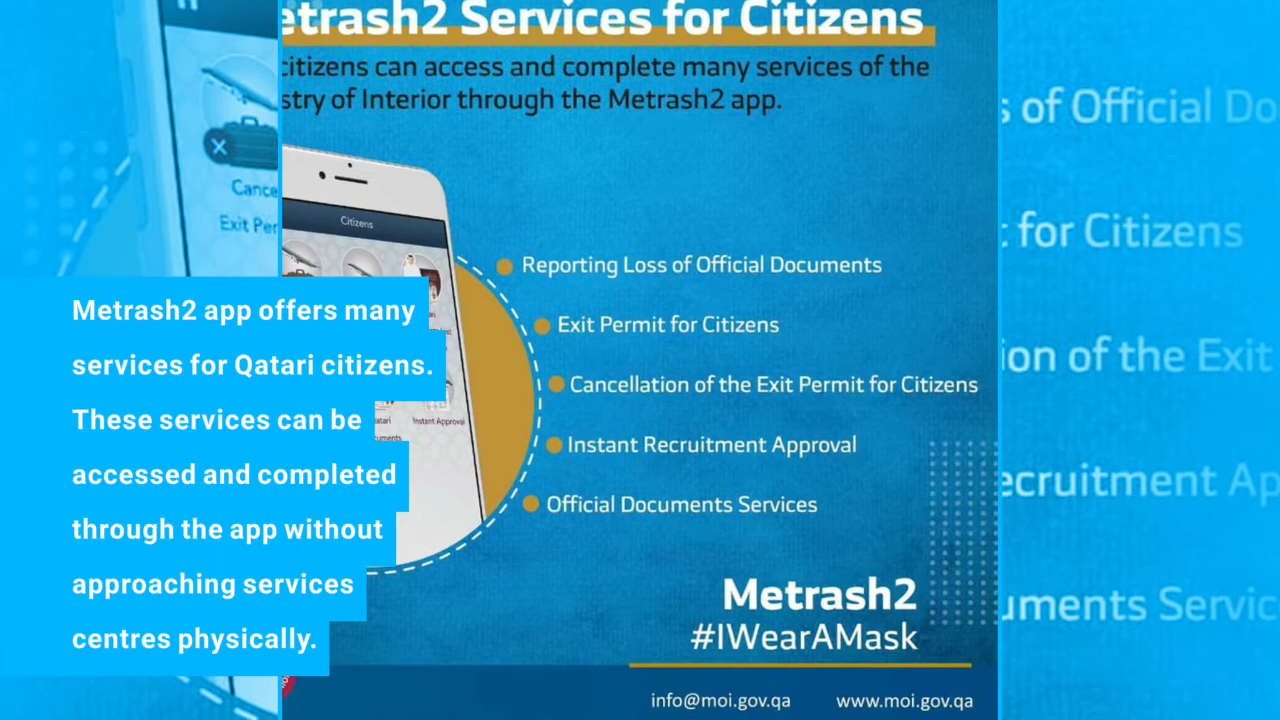 etrash2 Services for Citizens
citizens can access and complete many services of the
stry of Interior through the Metrash2 app.
Citizens
Cance
Exit Per
Metrash2 app offers many
services for Qatari citizens.
These services can be
accessed and completed
through the app without
approaching services
centres physically.
Instant Approval
Reporting Loss of Official Documents
Exit Permit for Citizens
Cancellation of the Exit Permit for Citizens
Instant Recruitment Approval
Official Documents Services
Metrash2
#IWearAMask
info@moi.gov.qa www.moi.gov.qa
s of Official Do
t for Citizens
ion of the Exit
ecruitment Ap
uments Servic